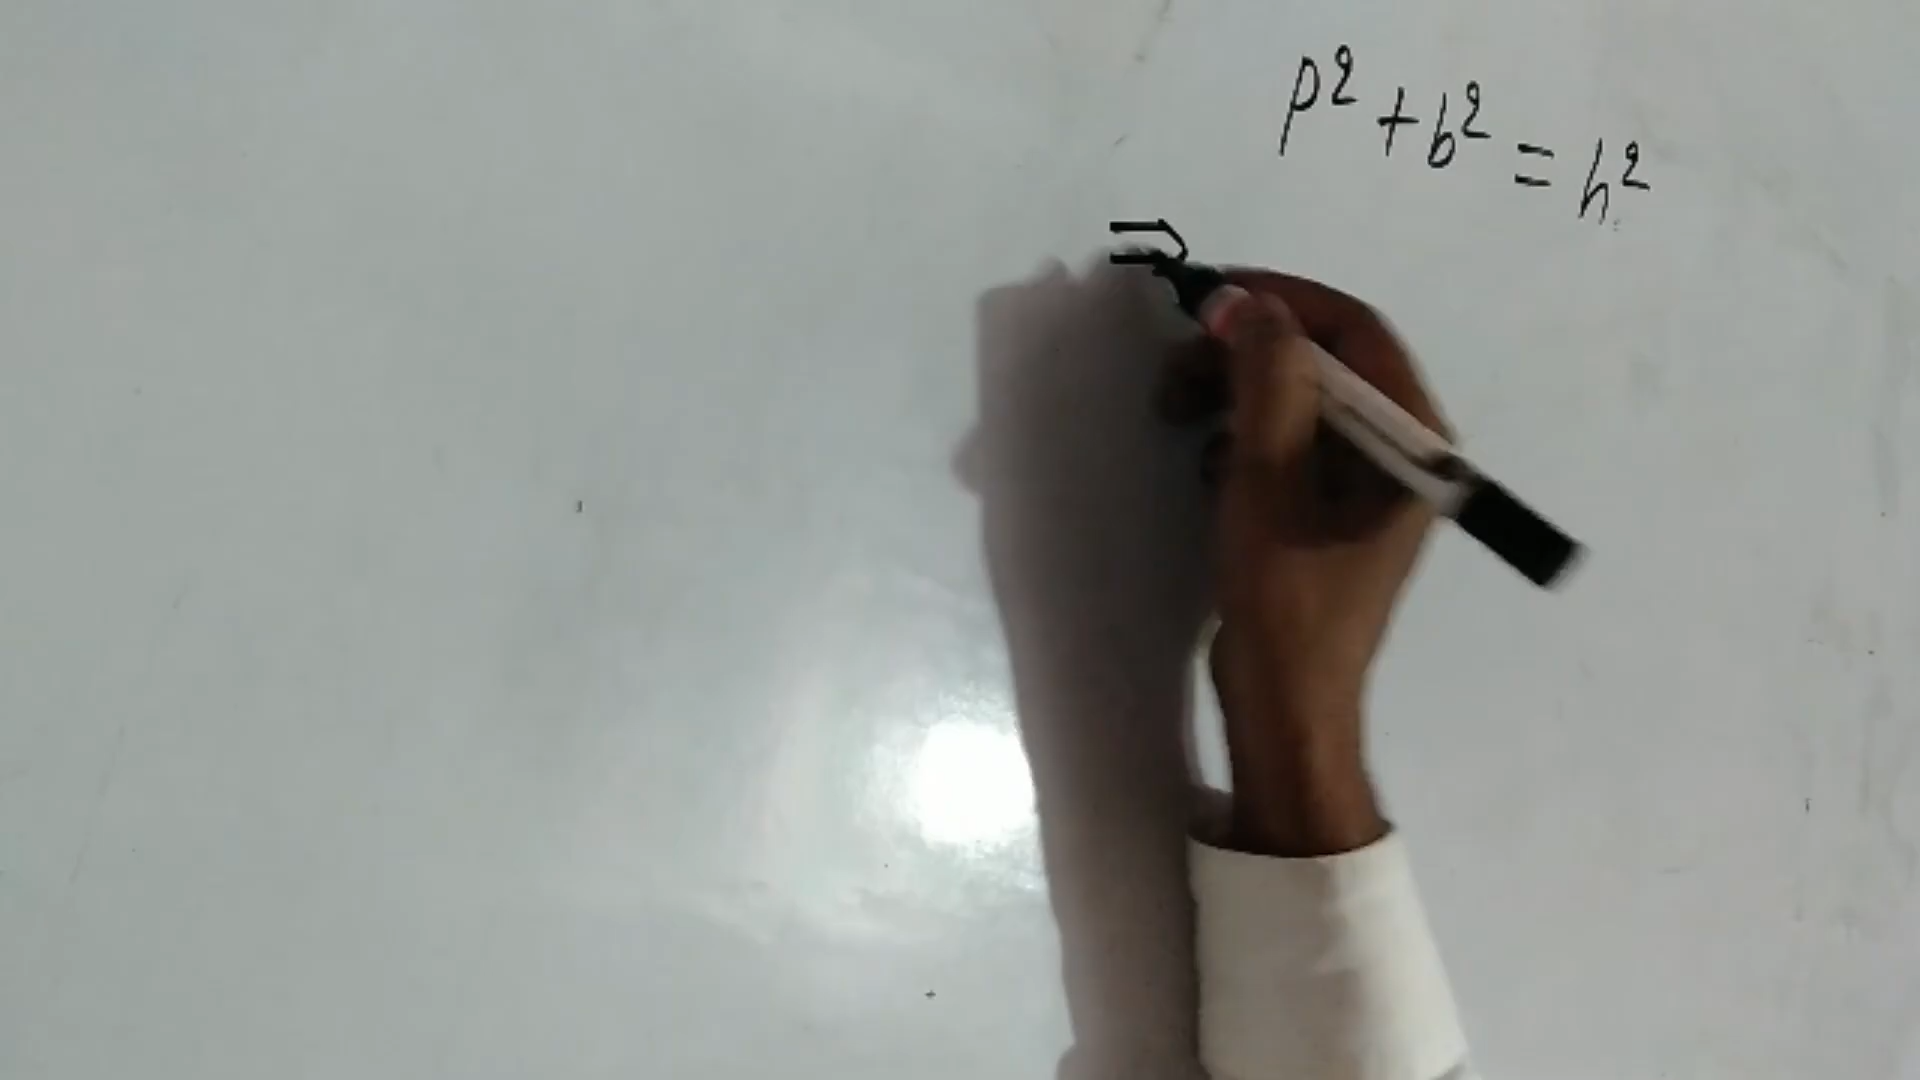 p² + b² = h²
⇒